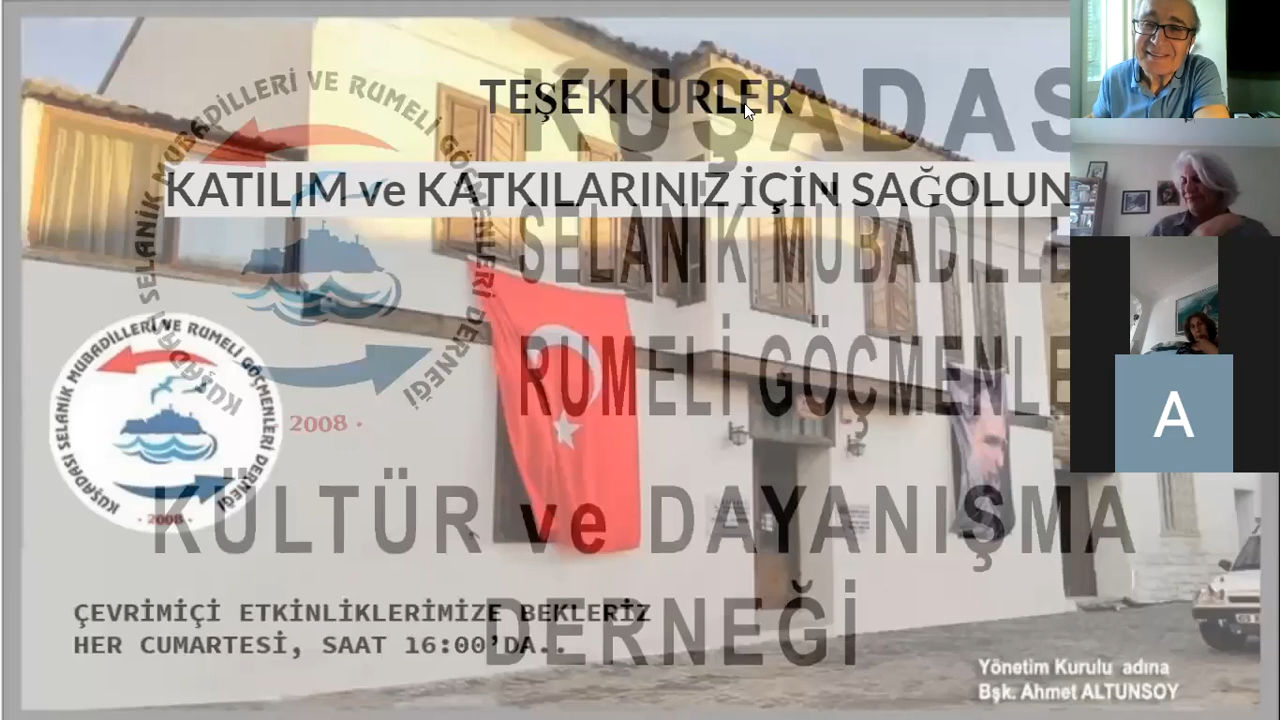 TEŞEKKÜRLER
KATILIM ve KATKILARINIZ İÇİN SAĞOLUN
KUŞADAS
SELANİK MÜBADİLLE
RUMELİ GÖÇMENLE
KÜLTÜR ve DAYANIŞMA
DERNEĞİ
KUŞADASI SELANİK MUBADİLLERİ VE RUMELİ GÖÇMENLERİ DERNEĞİ
2008 ·
KUŞADASI SELANİK MUBADİLLERİ VE RUMELİ GÖÇMENLERİ DERNEĞİ
· 2008 ·
ÇEVRİMİÇİ ETKİNLİKLERİMİZE BEKLERİZ
HER CUMARTESİ, SAAT 16:00’DA..
Yönetim Kurulu adına
Bşk. Ahmet ALTUNSOY
A